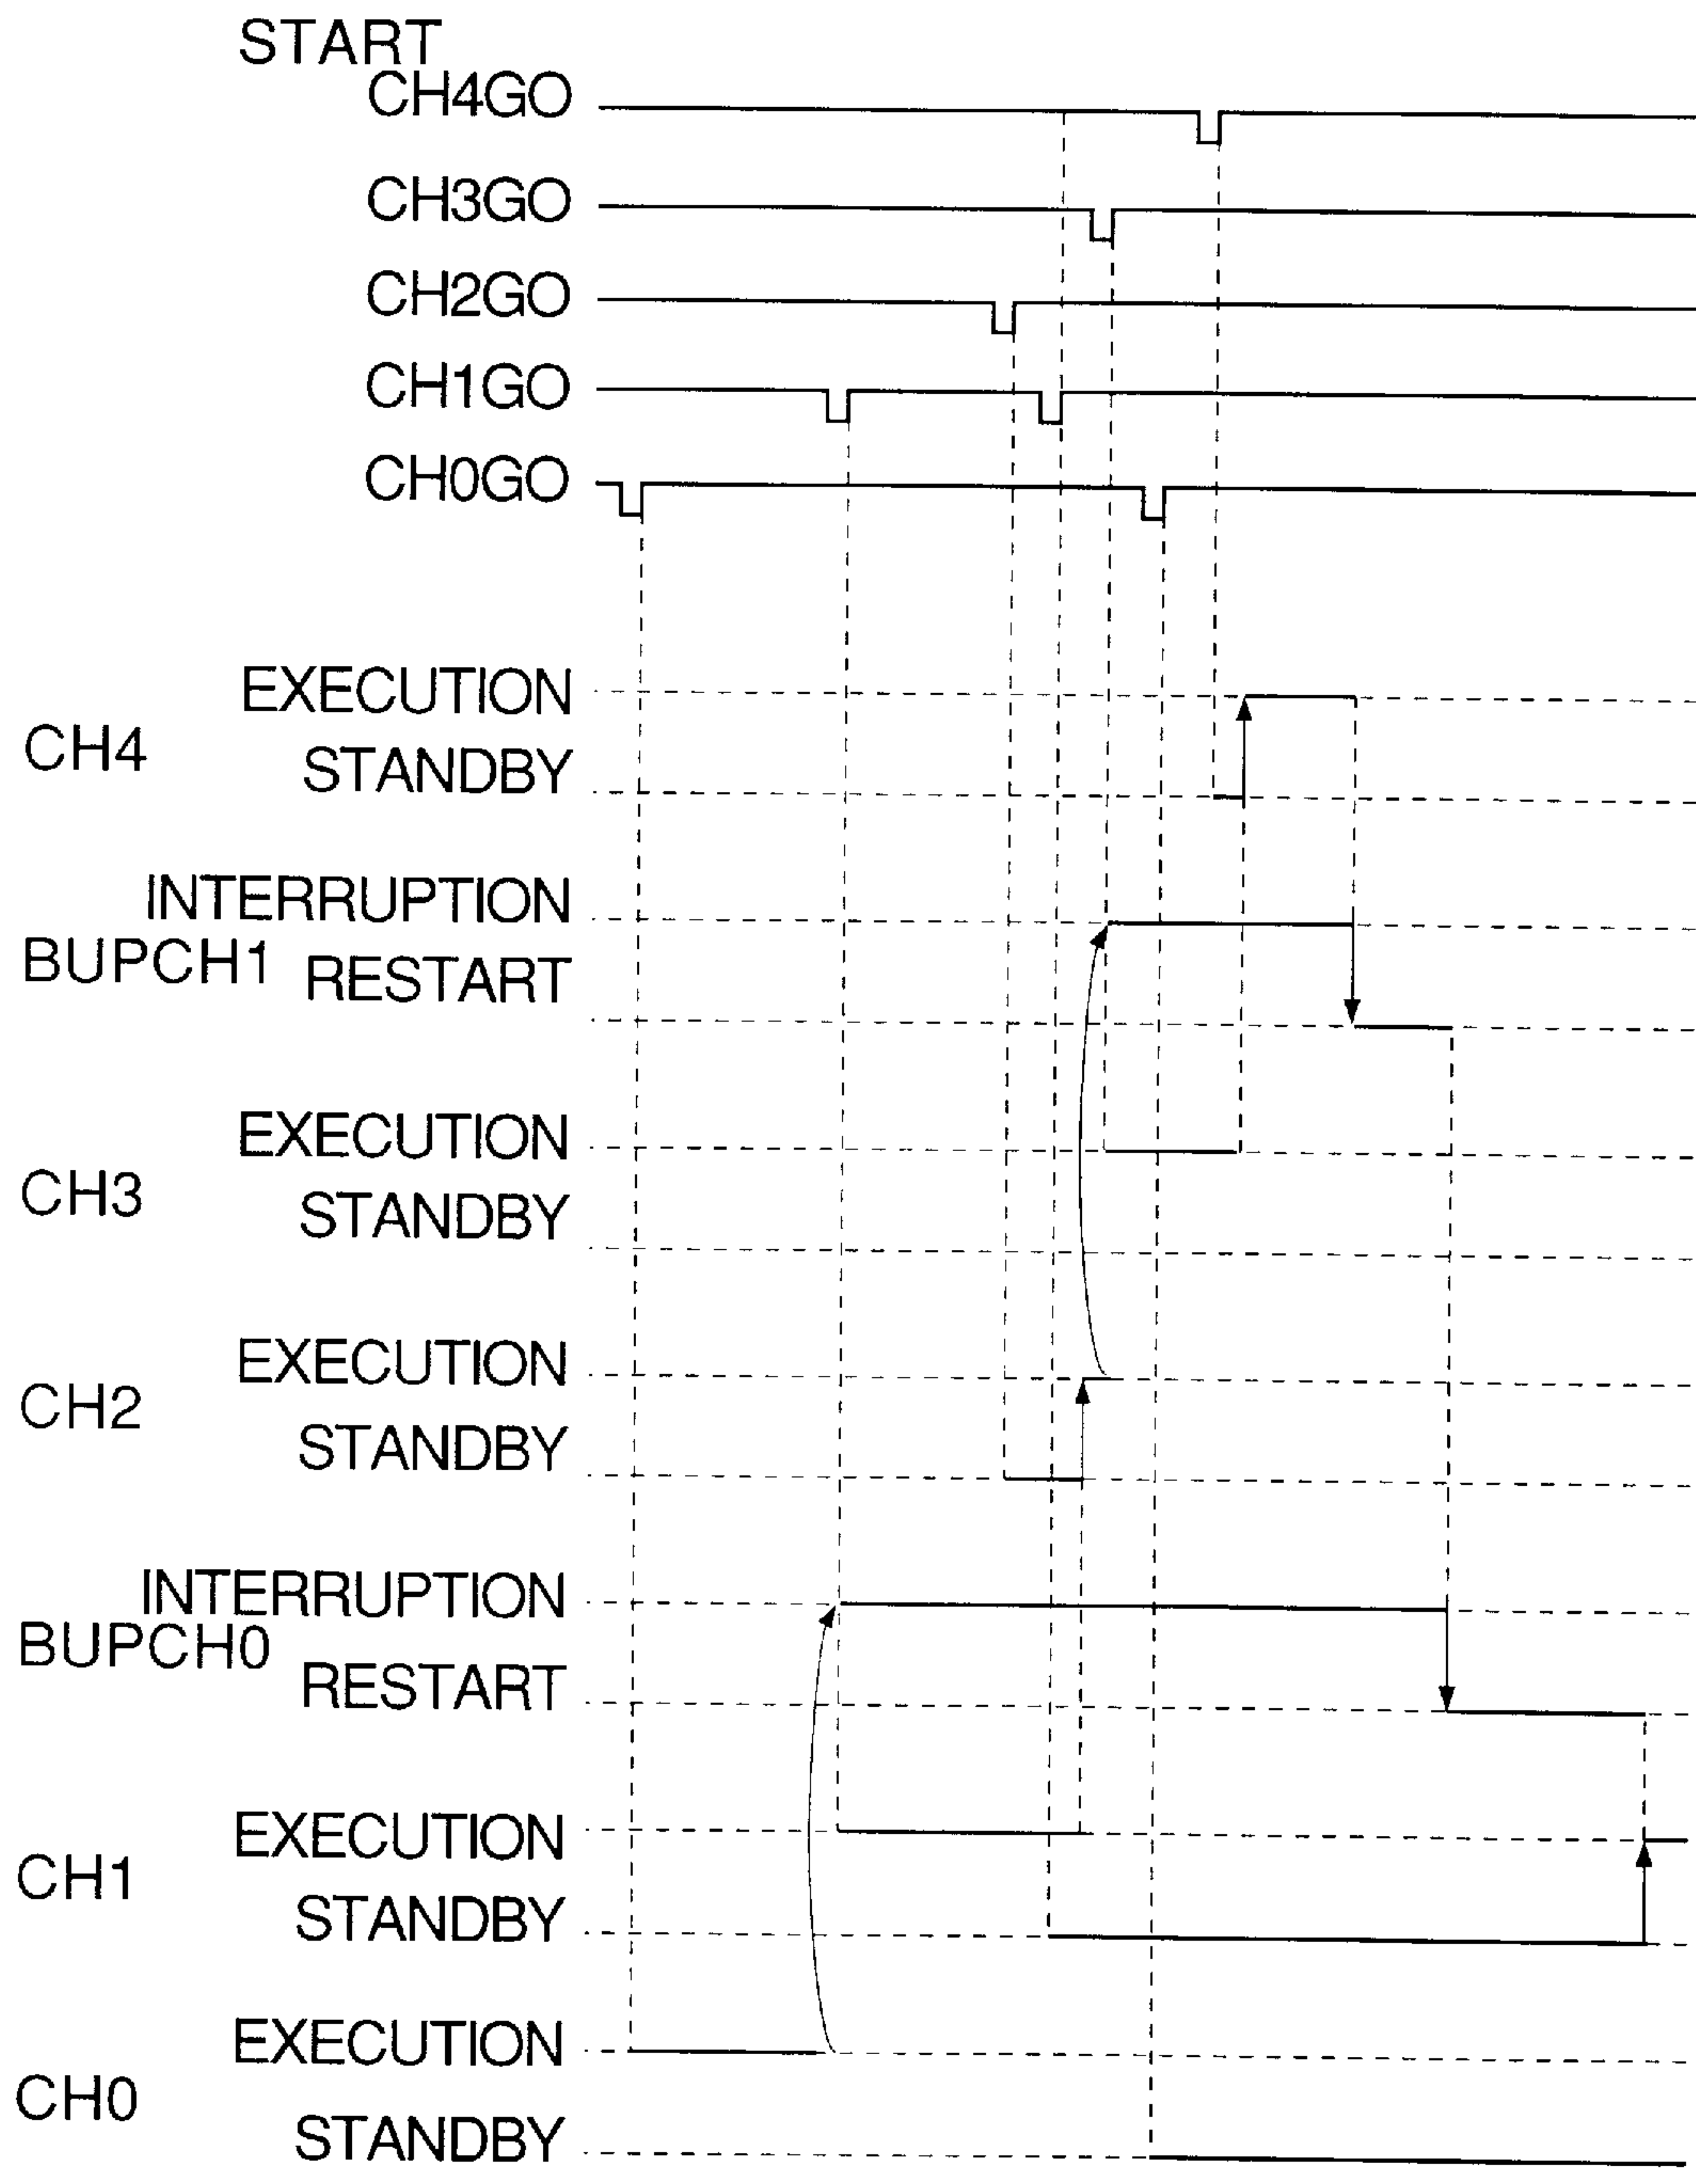 START
CH4GO
CH3GO
CH2GO
CH1GO
CH0GO
EXECUTION
CH4
STANDBY
INTERRUPTION
BUPCH1
RESTART
EXECUTION
CH3
STANDBY
EXECUTION
CH2
STANDBY
INTERRUPTION
BUPCH0
RESTART
EXECUTION
CH1
STANDBY
EXECUTION
CH0
STANDBY